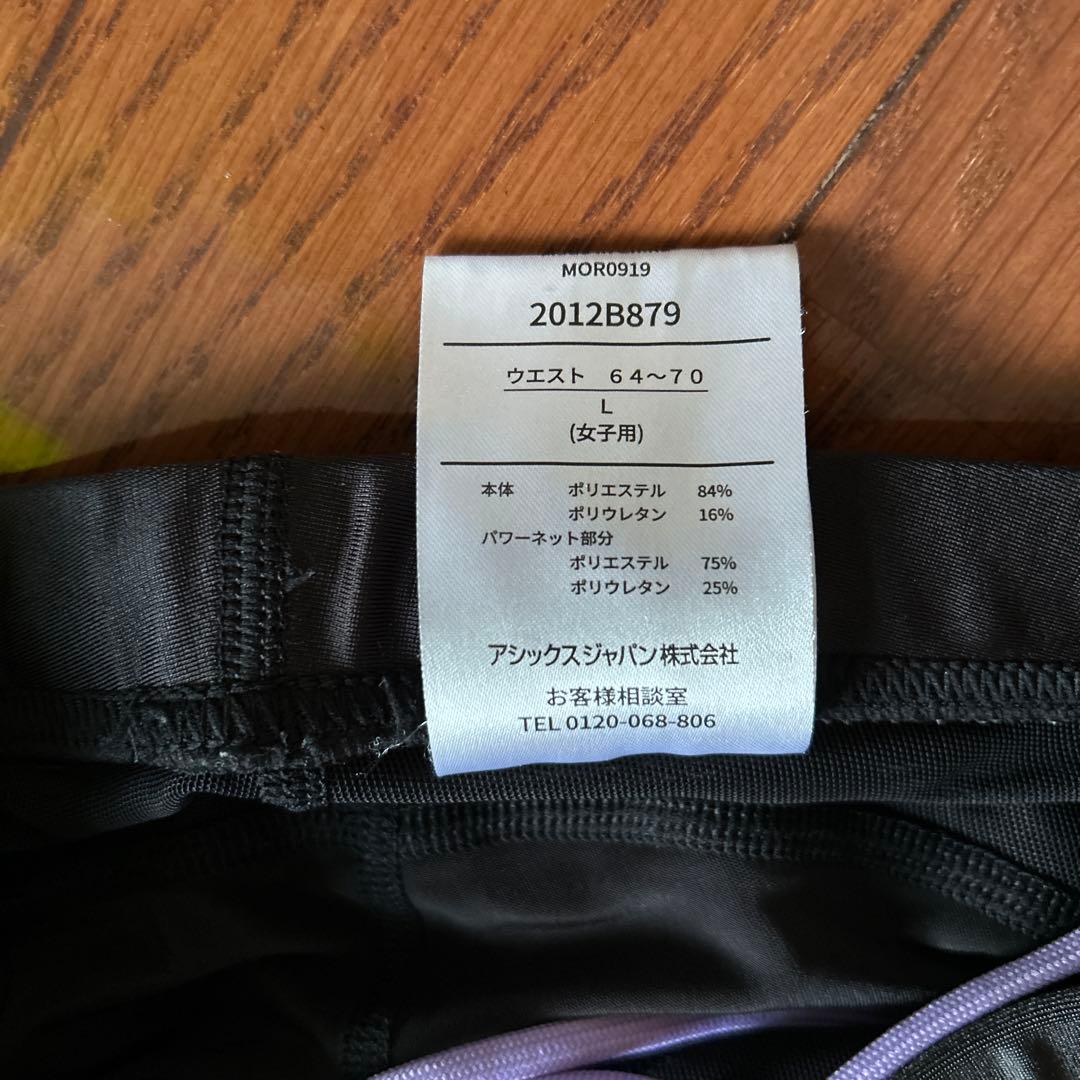 MOR0919
2012B879
ウエスト 64～70
L
(女子用)
本体 ポリエステル 84%
ポリウレタン 16%
パワーネット部分
ポリエステル 75%
ポリウレタン 25%
アシックスジャパン株式会社
お客様相談室
TEL 0120-068-806